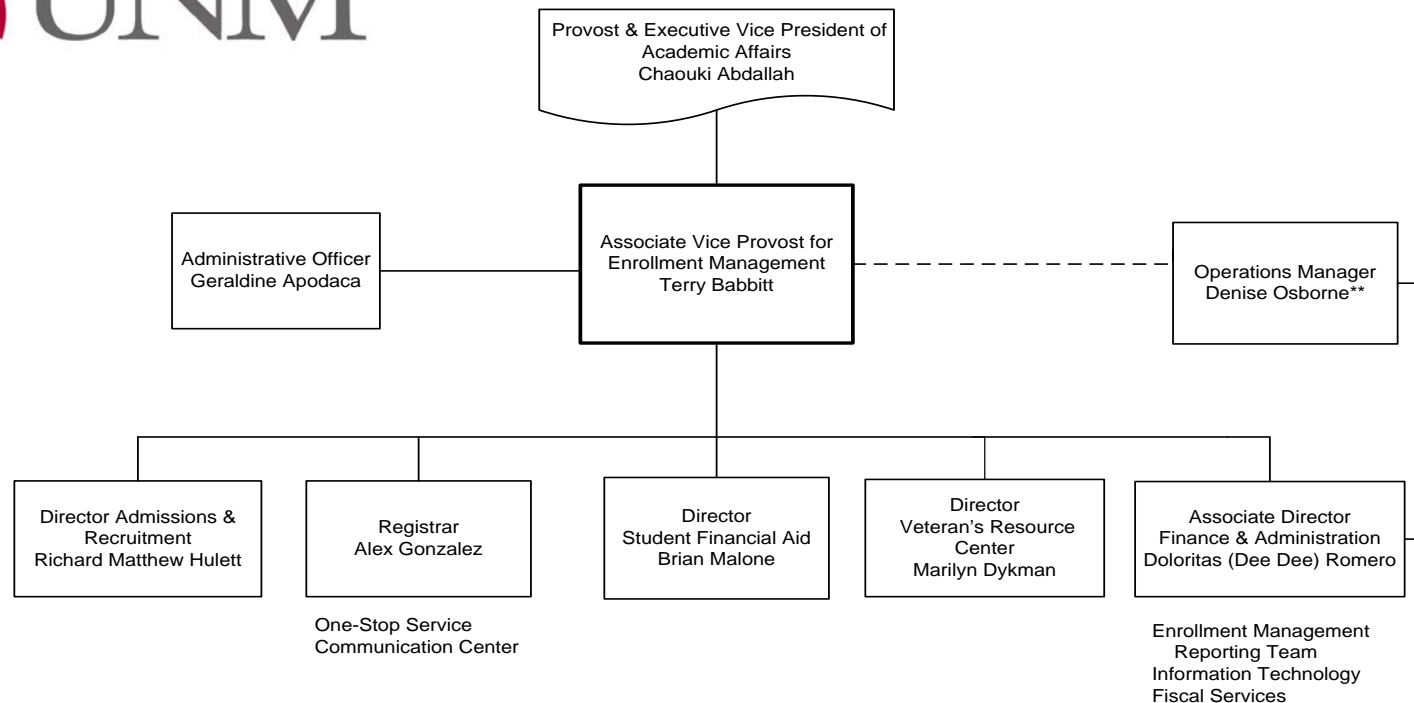 UNM
Provost & Executive Vice President of
Academic Affairs
Chaouki Abdallah
Administrative Officer
Geraldine Apodaca
Associate Vice Provost for
Enrollment Management
Terry Babbitt
Operations Manager
Denise Osborne**
Director Admissions &
Recruitment
Richard Matthew Hulett
Registrar
Alex Gonzalez
Director
Student Financial Aid
Brian Malone
Director
Veteran’s Resource
Center
Marilyn Dykman
Associate Director
Finance & Administration
Doloritas (Dee Dee) Romero
One-Stop Service
Communication Center
Enrollment Management
Reporting Team
Information Technology
Fiscal Services